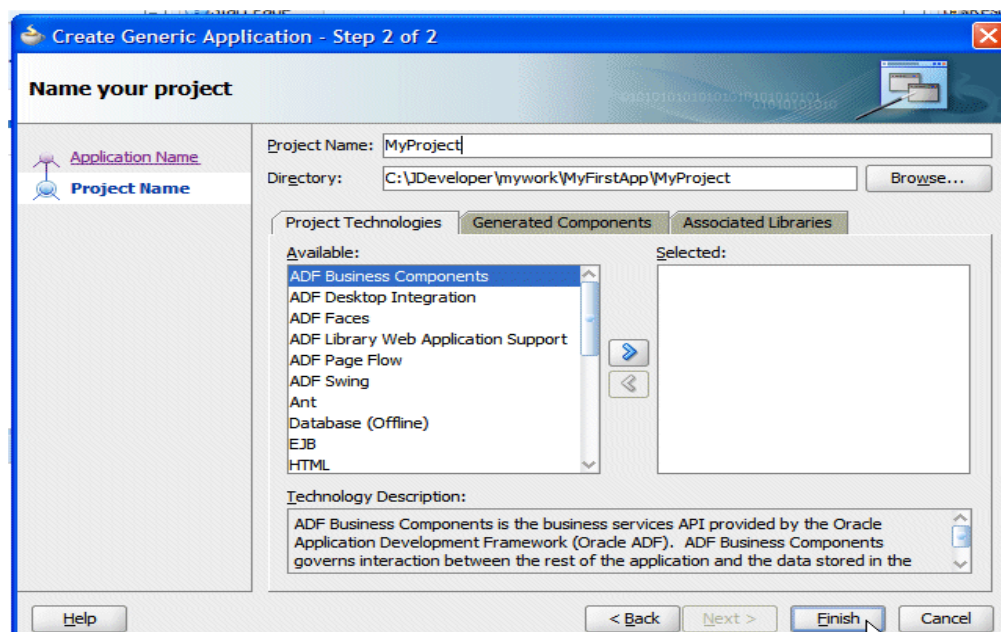 Create Generic Application - Step 2 of 2
Name your project
Application Name
Project Name
Project Name: MyProject
Directory: C:\JDeveloper\mywork\MyFirstApp\MyProject Browse...
Project Technologies Generated Components Associated Libraries
Available: Selected:
ADF Business Components
ADF Desktop Integration
ADF Faces
ADF Library Web Application Support
ADF Page Flow
ADF Swing
Ant
Database (Offline)
EJB
HTML
Technology Description:
ADF Business Components is the business services API provided by the Oracle
Application Development Framework (Oracle ADF). ADF Business Components
governs interaction between the rest of the application and the data stored in the
Help < Back Next > Finish Cancel